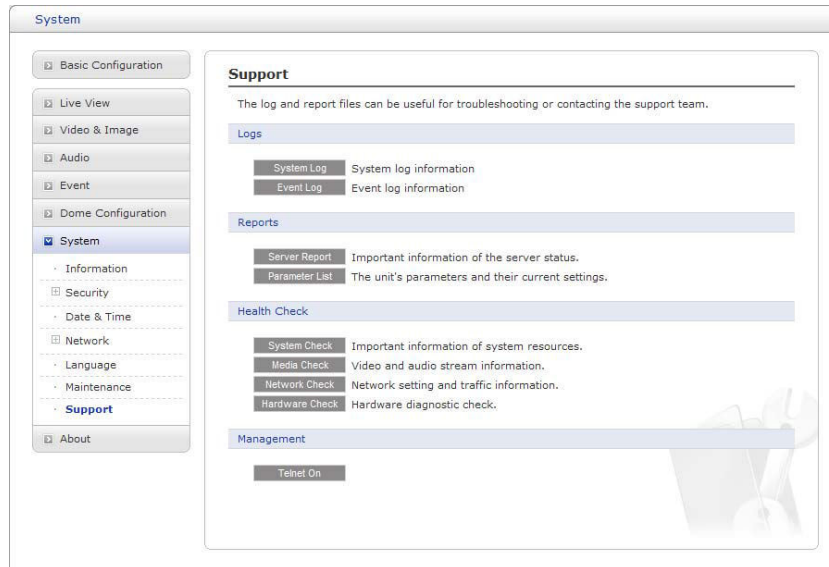 System
Basic Configuration
Live View
Video & Image
Audio
Event
Dome Configuration
System
Information
Security
Date & Time
Network
Language
Maintenance
Support
About
Support
The log and report files can be useful for troubleshooting or contacting the support team.
Logs
System Log System log information
Event Log Event log information
Reports
Server Report Important information of the server status.
Parameter List The unit's parameters and their current settings.
Health Check
System Check Important information of system resources.
Media Check Video and audio stream information.
Network Check Network setting and traffic information.
Hardware Check Hardware diagnostic check.
Management
Telnet On